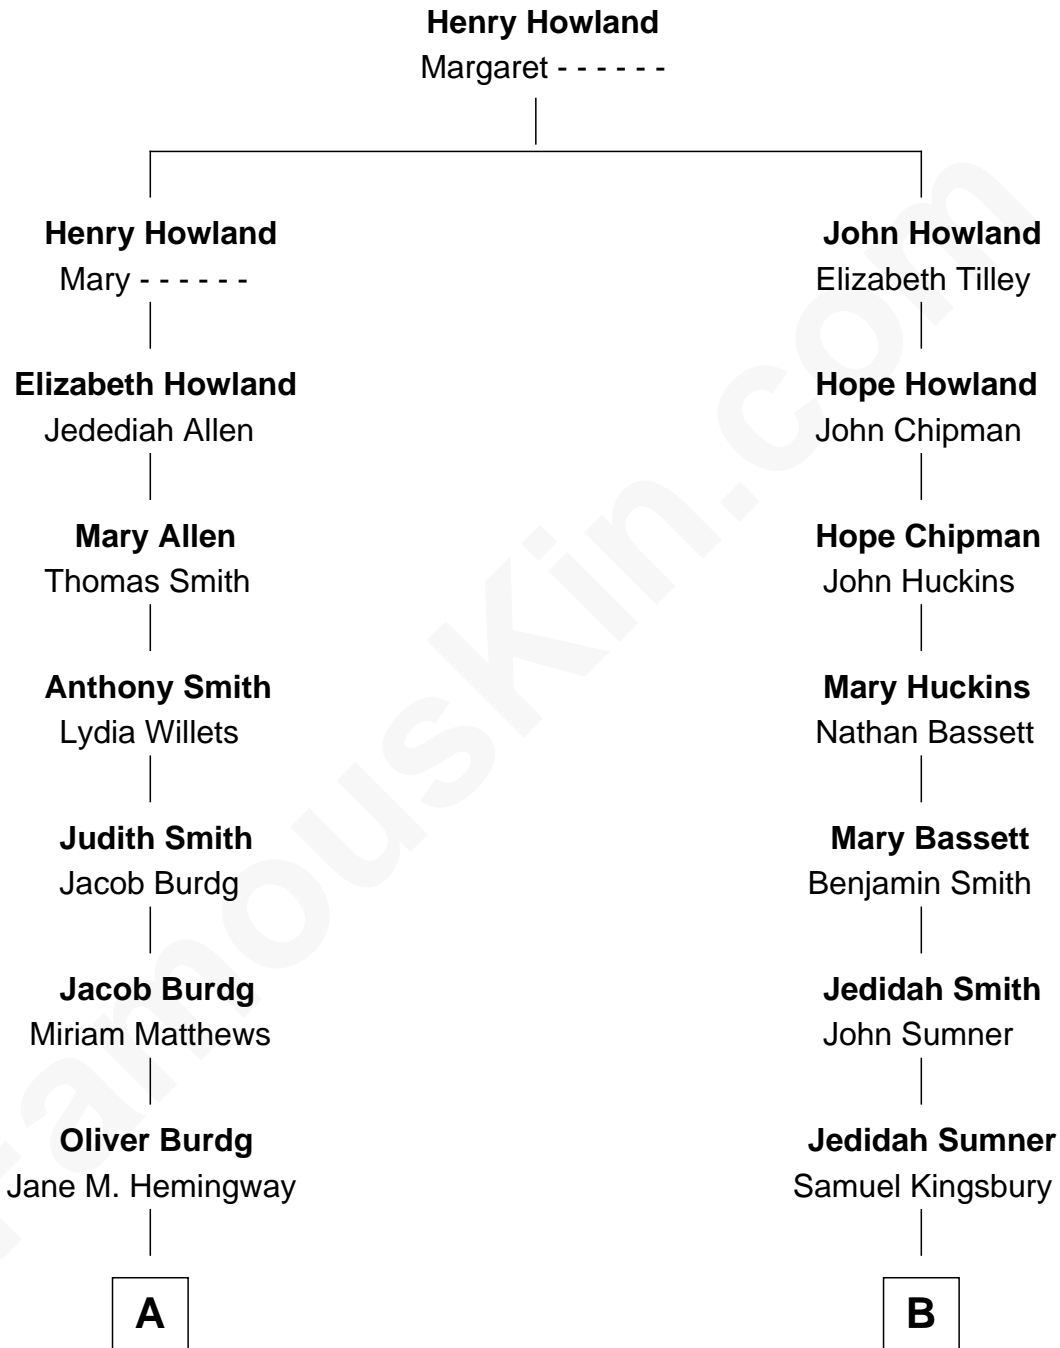 Henry Howland
Margaret - - - - - -
Henry Howland
Mary - - - - - -
John Howland
Elizabeth Tilley
Elizabeth Howland
Jedediah Allen
Hope Howland
John Chipman
Mary Allen
Thomas Smith
Hope Chipman
John Huckins
Anthony Smith
Lydia Willets
Mary Huckins
Nathan Bassett
Judith Smith
Jacob Burdg
Mary Bassett
Benjamin Smith
Jacob Burdg
Miriam Matthews
Jedidah Smith
John Sumner
Oliver Burdg
Jane M. Hemingway
Jedidah Sumner
Samuel Kingsbury
A
B
FamousKin.com